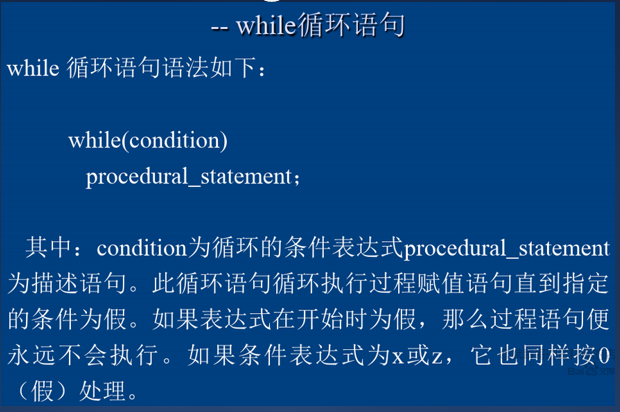 -- while循环语句
while 循环语句语法如下：
while(condition)
procedural_statement；
其中：condition为循环的条件表达式procedural_statement
为描述语句。此循环语句循环执行过程赋值语句直到指定
的条件为假。如果表达式在开始时为假，那么过程语句便
永远不会执行。如果条件表达式为x或z，它也同样按0
（假）处理。